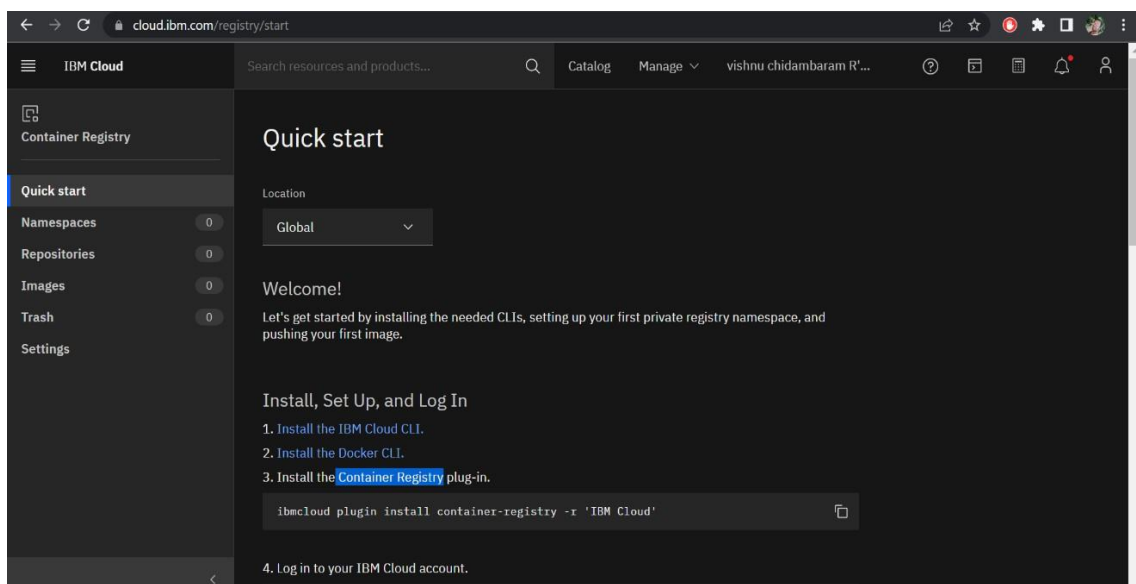 cloud.ibm.com/registry/start
IBM Cloud
Search resources and products...
Catalog
Manage
vishnu chidambaram R'...
Container Registry
Quick start
Namespaces 0
Repositories 0
Images 0
Trash 0
Settings
Quick start
Location
Global
Welcome!
Let's get started by installing the needed CLIs, setting up your first private registry namespace, and
pushing your first image.
Install, Set Up, and Log In
1. Install the IBM Cloud CLI.
2. Install the Docker CLI.
3. Install the Container Registry plug-in.
ibmcloud plugin install container-registry -r 'IBM Cloud'
4. Log in to your IBM Cloud account.